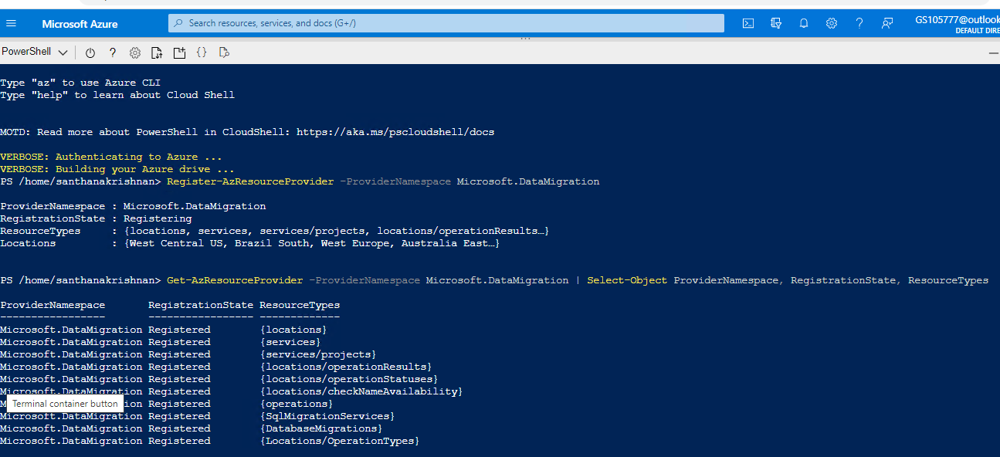 Microsoft Azure
Search resources, services, and docs (G+/)
GS105777@outlook
DEFAULT DIRE
PowerShell
Type "az" to use Azure CLI
Type "help" to learn about Cloud Shell
MOTD: Read more about PowerShell in CloudShell: https://aka.ms/pscloudshell/docs
VERBOSE: Authenticating to Azure ...
VERBOSE: Building your Azure drive ...
PS /home/santhanakrishnan> Register-AzResourceProvider -ProviderNamespace Microsoft.DataMigration
ProviderNamespace : Microsoft.DataMigration
RegistrationState : Registering
ResourceTypes     : {locations, services, services/projects, locations/operationResults…}
Locations         : {West Central US, Brazil South, West Europe, Australia East…}
PS /home/santhanakrishnan> Get-AzResourceProvider -ProviderNamespace Microsoft.DataMigration | Select-Object ProviderNamespace, RegistrationState, ResourceTypes
ProviderNamespace       RegistrationState ResourceTypes
-----------------       ----------------- -------------
Microsoft.DataMigration Registered        {locations}
Microsoft.DataMigration Registered        {services}
Microsoft.DataMigration Registered        {services/projects}
Microsoft.DataMigration Registered        {locations/operationResults}
Microsoft.DataMigration Registered        {locations/operationStatuses}
Microsoft.DataMigration Registered        {locations/checkNameAvailability}
M Terminal container button ion Registered        {operations}
Microsoft.DataMigration Registered        {SqlMigrationServices}
Microsoft.DataMigration Registered        {DatabaseMigrations}
Microsoft.DataMigration Registered        {Locations/OperationTypes}